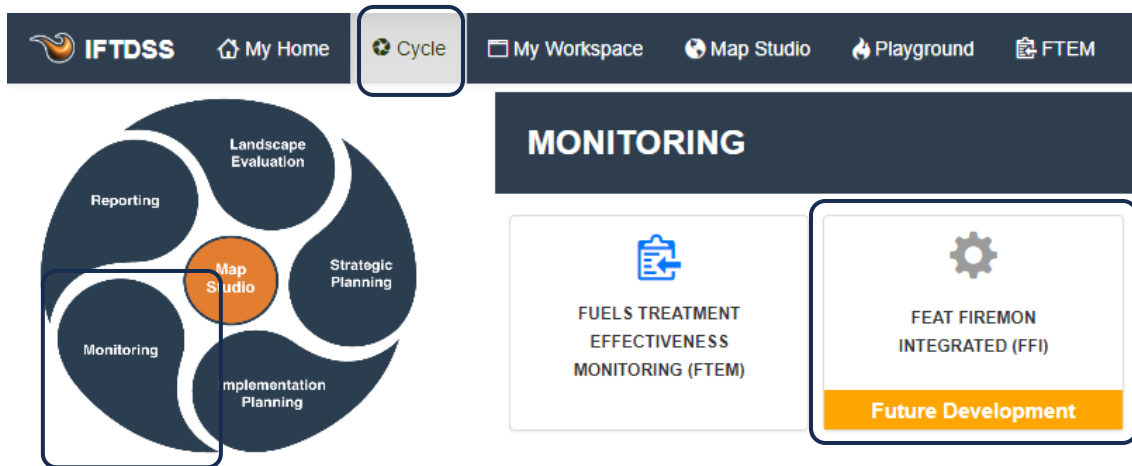 IFTDSS My Home Cycle My Workspace Map Studio Playground FTEM
Landscape
Evaluation
Reporting
Map
Studio
Strategic
Planning
Monitoring
Implementation
Planning
MONITORING
FUELS TREATMENT
EFFECTIVENESS
MONITORING (FTEM)
FEAT FIREMON
INTEGRATED (FFI)
Future Development